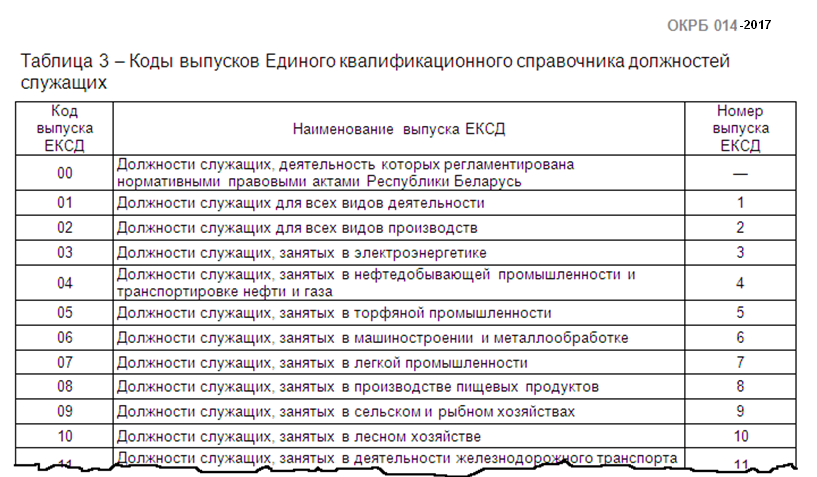 ОКРБ 014-2017
Таблица 3 – Коды выпусков Единого квалификационного справочника должностей
служащих
Код
выпуска
ЕКСД
Наименование выпуска ЕКСД
Номер
выпуска
ЕКСД
00
Должности служащих, деятельность которых регламентирована
нормативными правовыми актами Республики Беларусь
—
01 Должности служащих для всех видов деятельности 1
02 Должности служащих для всех видов производств 2
03 Должности служащих, занятых в электроэнергетике 3
04
Должности служащих, занятых в нефтедобывающей промышленности и
транспортировке нефти и газа
4
05 Должности служащих, занятых в торфяной промышленности 5
06 Должности служащих, занятых в машиностроении и металлообработке 6
07 Должности служащих, занятых в легкой промышленности 7
08 Должности служащих, занятых в производстве пищевых продуктов 8
09 Должности служащих, занятых в сельском и рыбном хозяйствах 9
10 Должности служащих, занятых в лесном хозяйстве 10
11 Должности служащих, занятых в деятельности железнодорожного транспорта 11